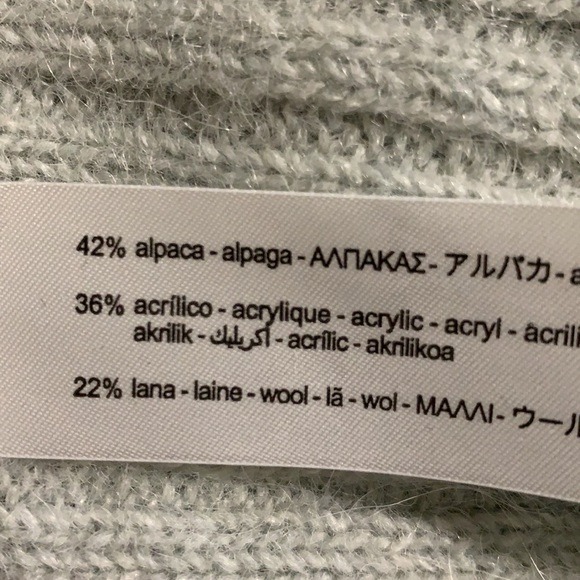 42% alpaca - alpaga - ΑΛΠΑΚΑΣ - アルパカ - a
36% acrílico - acrylique - acrylic - acryl - acrili
akrilik - أكريليك - acrílic - akrilikoa
22% lana - laine - wool - lã - wol - ΜΑΛΛΙ - ウール